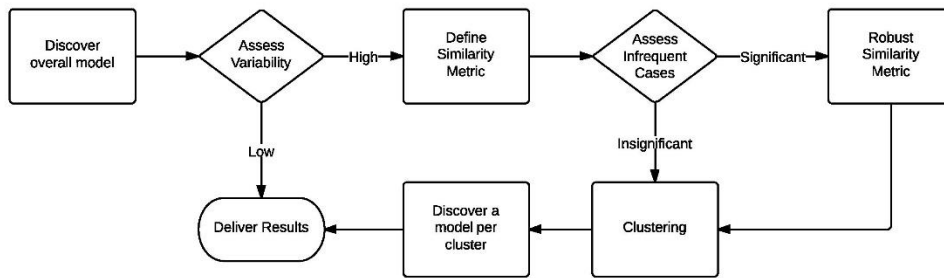 Discover
overall model
Assess
Variability
High
Define
Similarity
Metric
Assess
Infrequent
Cases
Significant
Robust
Similarity
Metric
Low
Insignificant
Deliver Results
Discover a
model per
cluster
Clustering